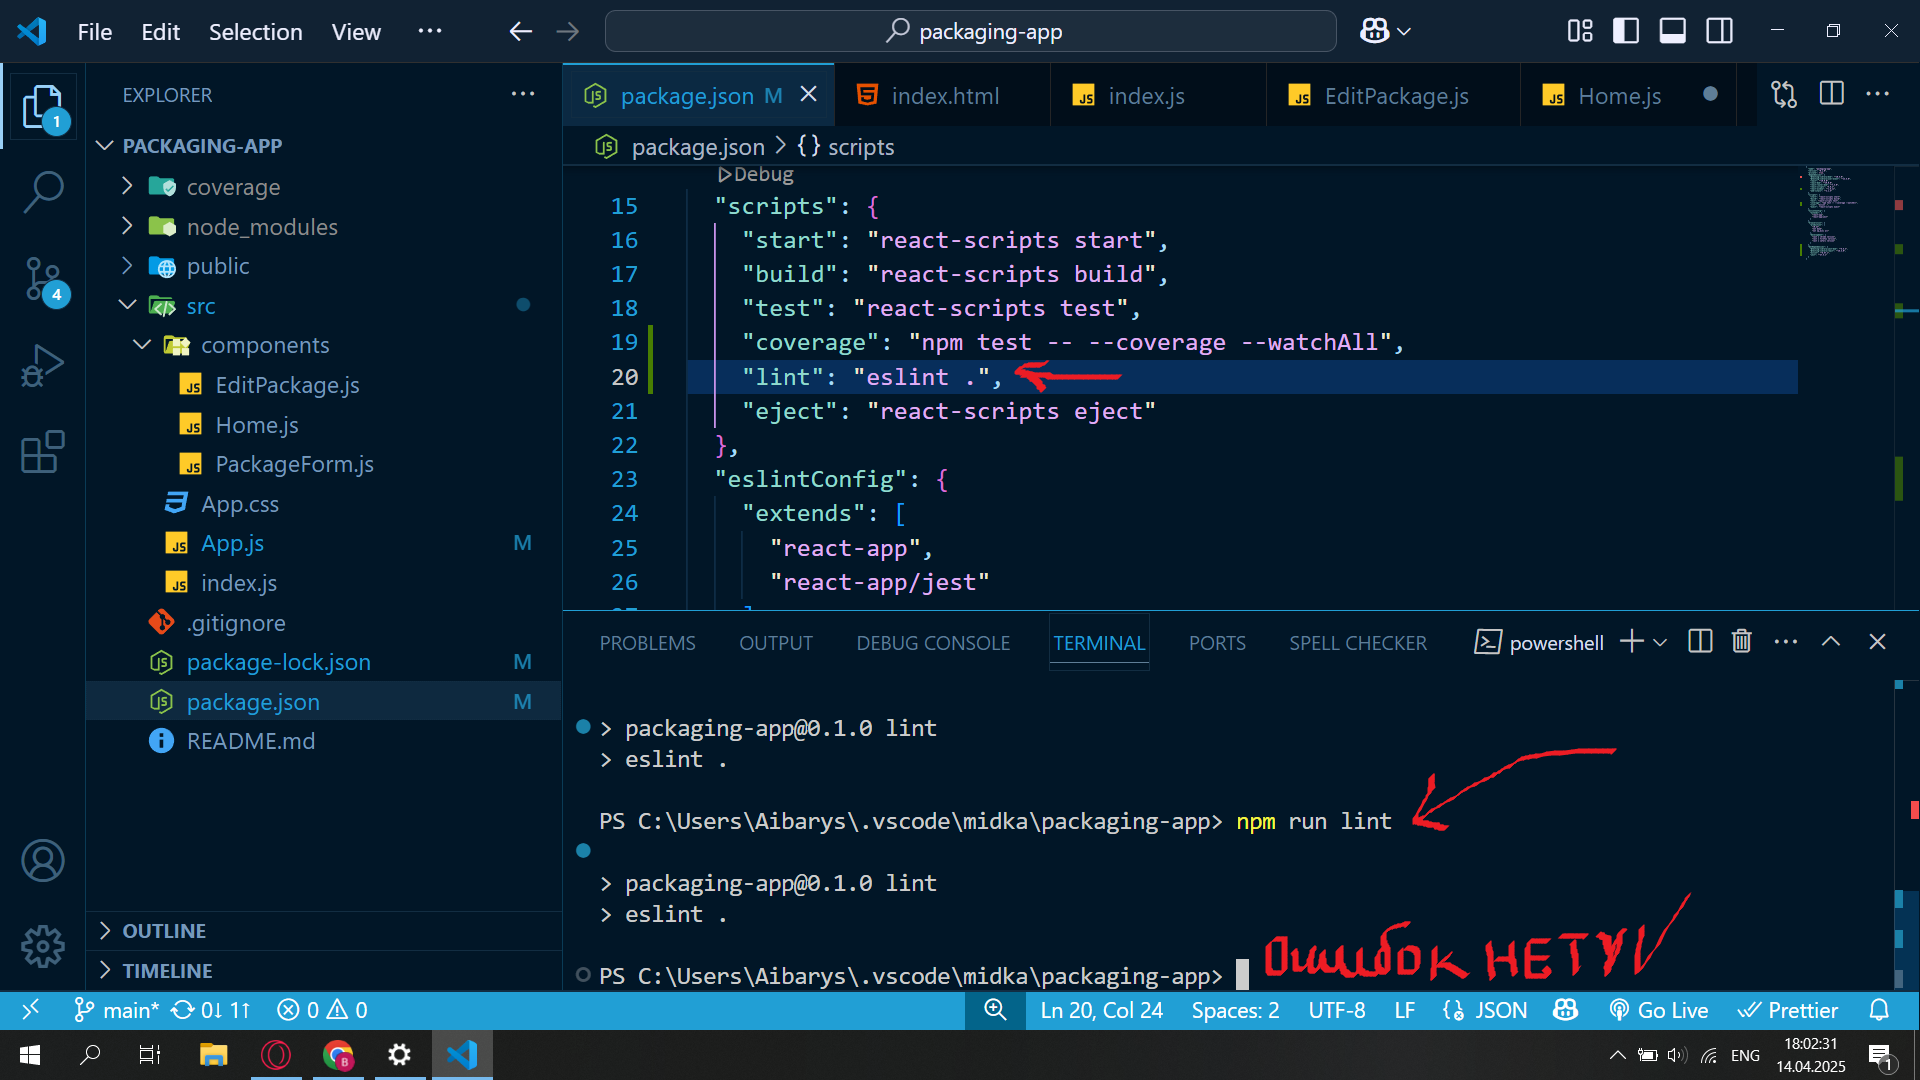 File Edit Selection View ...
packaging-app
EXPLORER
PACKAGING-APP
coverage
node_modules
public
src
components
EditPackage.js
Home.js
PackageForm.js
App.css
App.js M
index.js
.gitignore
package-lock.json M
package.json M
README.md
OUTLINE
TIMELINE
1
4
package.json M index.html index.js EditPackage.js Home.js
package.json > {} scripts
Debug
15 "scripts": {
16 "start": "react-scripts start",
17 "build": "react-scripts build",
18 "test": "react-scripts test",
19 "coverage": "npm test -- --coverage --watchAll",
20 "lint": "eslint .",
21 "eject": "react-scripts eject"
22 },
23 "eslintConfig": {
24 "extends": [
25 "react-app",
26 "react-app/jest"
PROBLEMS OUTPUT DEBUG CONSOLE TERMINAL PORTS SPELL CHECKER powershell
> packaging-app@0.1.0 lint
> eslint .
PS C:\Users\Aibarys\.vscode\midka\packaging-app> npm run lint
> packaging-app@0.1.0 lint
> eslint .
PS C:\Users\Aibarys\.vscode\midka\packaging-app>
Ошибок НЕТУ
main* 0↓ 1↑ 0 0 Ln 20, Col 24 Spaces: 2 UTF-8 LF {} JSON Go Live Prettier
B
ENG
18:02:31
14.04.2025
1